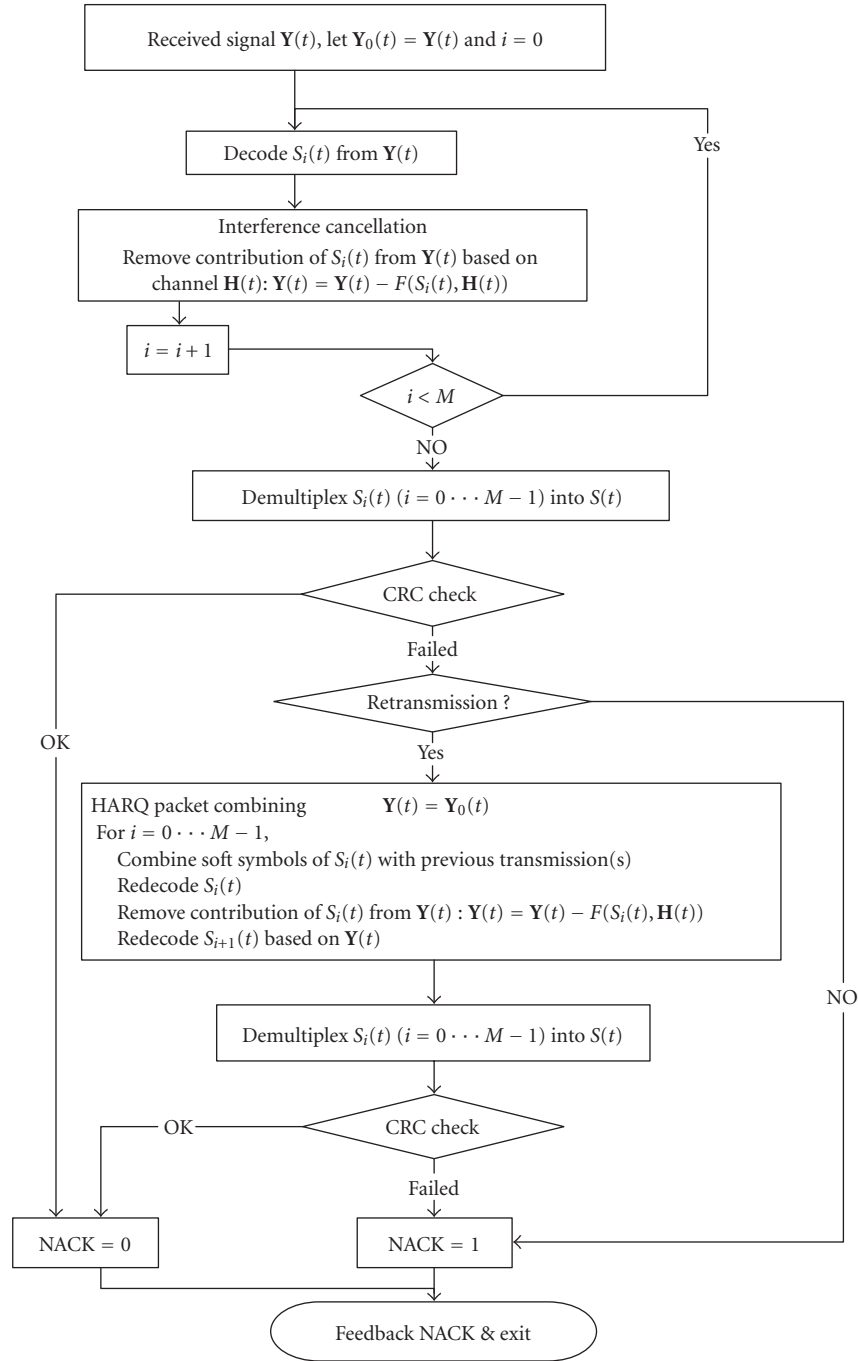 Received signal Y(t), let Y₀(t) = Y(t) and i = 0
Yes
Decode Sᵢ(t) from Y(t)
Interference cancellation
Remove contribution of Sᵢ(t) from Y(t) based on
channel H(t): Y(t) = Y(t) − F(Sᵢ(t), H(t))
i = i + 1
i < M
NO
Demultiplex Sᵢ(t) (i = 0 · · · M − 1) into S(t)
CRC check
Failed
Retransmission ?
OK
Yes
HARQ packet combining Y(t) = Y₀(t)
For i = 0 · · · M − 1,
Combine soft symbols of Sᵢ(t) with previous transmission(s)
Redecode Sᵢ(t)
Remove contribution of Sᵢ(t) from Y(t) : Y(t) = Y(t) − F(Sᵢ(t), H(t))
Redecode Sᵢ₊₁(t) based on Y(t)
NO
Demultiplex Sᵢ(t) (i = 0 · · · M − 1) into S(t)
OK
CRC check
Failed
NACK = 0
NACK = 1
Feedback NACK & exit